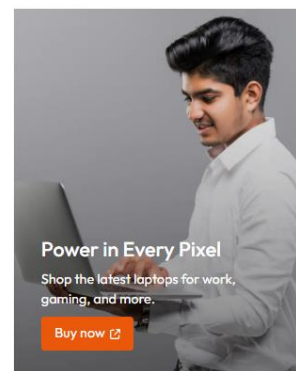 Power in Every Pixel
Shop the latest laptops for work,
gaming, and more.
Buy now